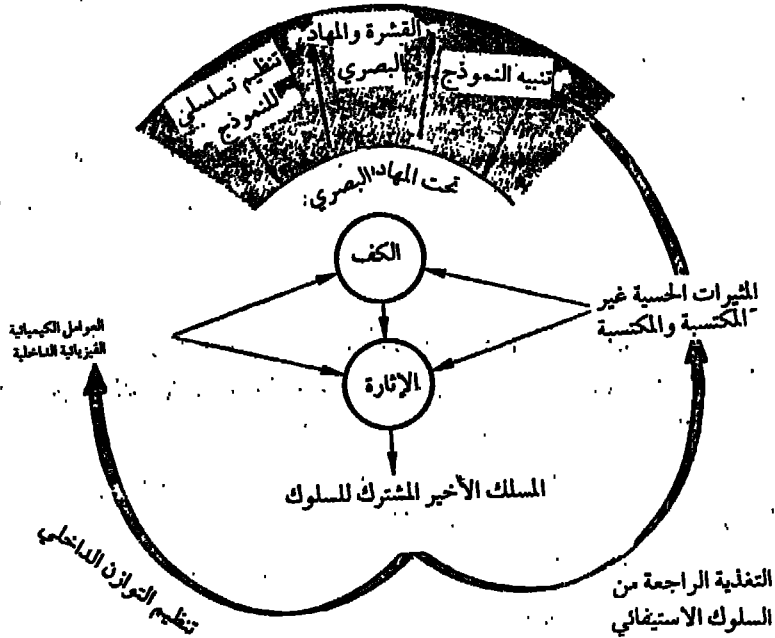 القشرة والمهاد
البصري
تنبيه النموذج
تنظيم تسلسلي
للنموذج
تحت المهاد البصري:
الكف
المثيرات الحسية غير
المكتسبة والمكتسبة
العوامل الكيميائية
الفيزيائية الداخلية
الإثارة
المسلك الأخير المشترك للسلوك
تنظيم التوازن الداخلي
التغذية الراجعة من
السلوك الاستيفائي